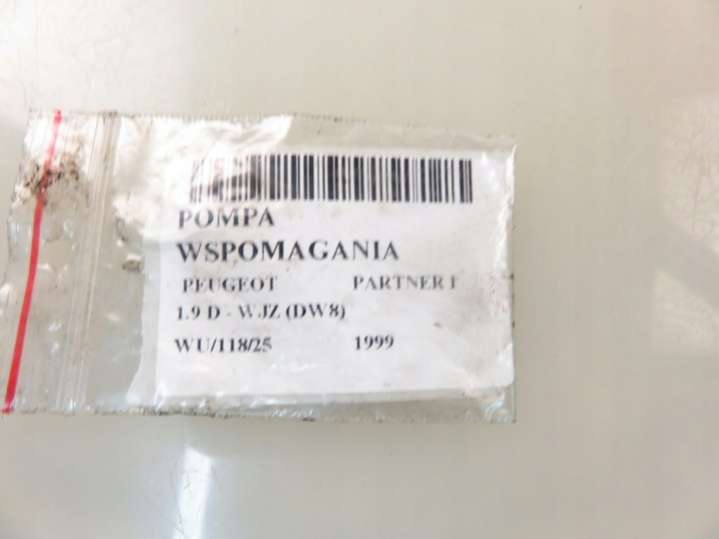 POMPA
WSPOMAGANIA
PEUGEOT PARTNER I
1.9 D - WJZ (DW8)
WU/118/25 1999